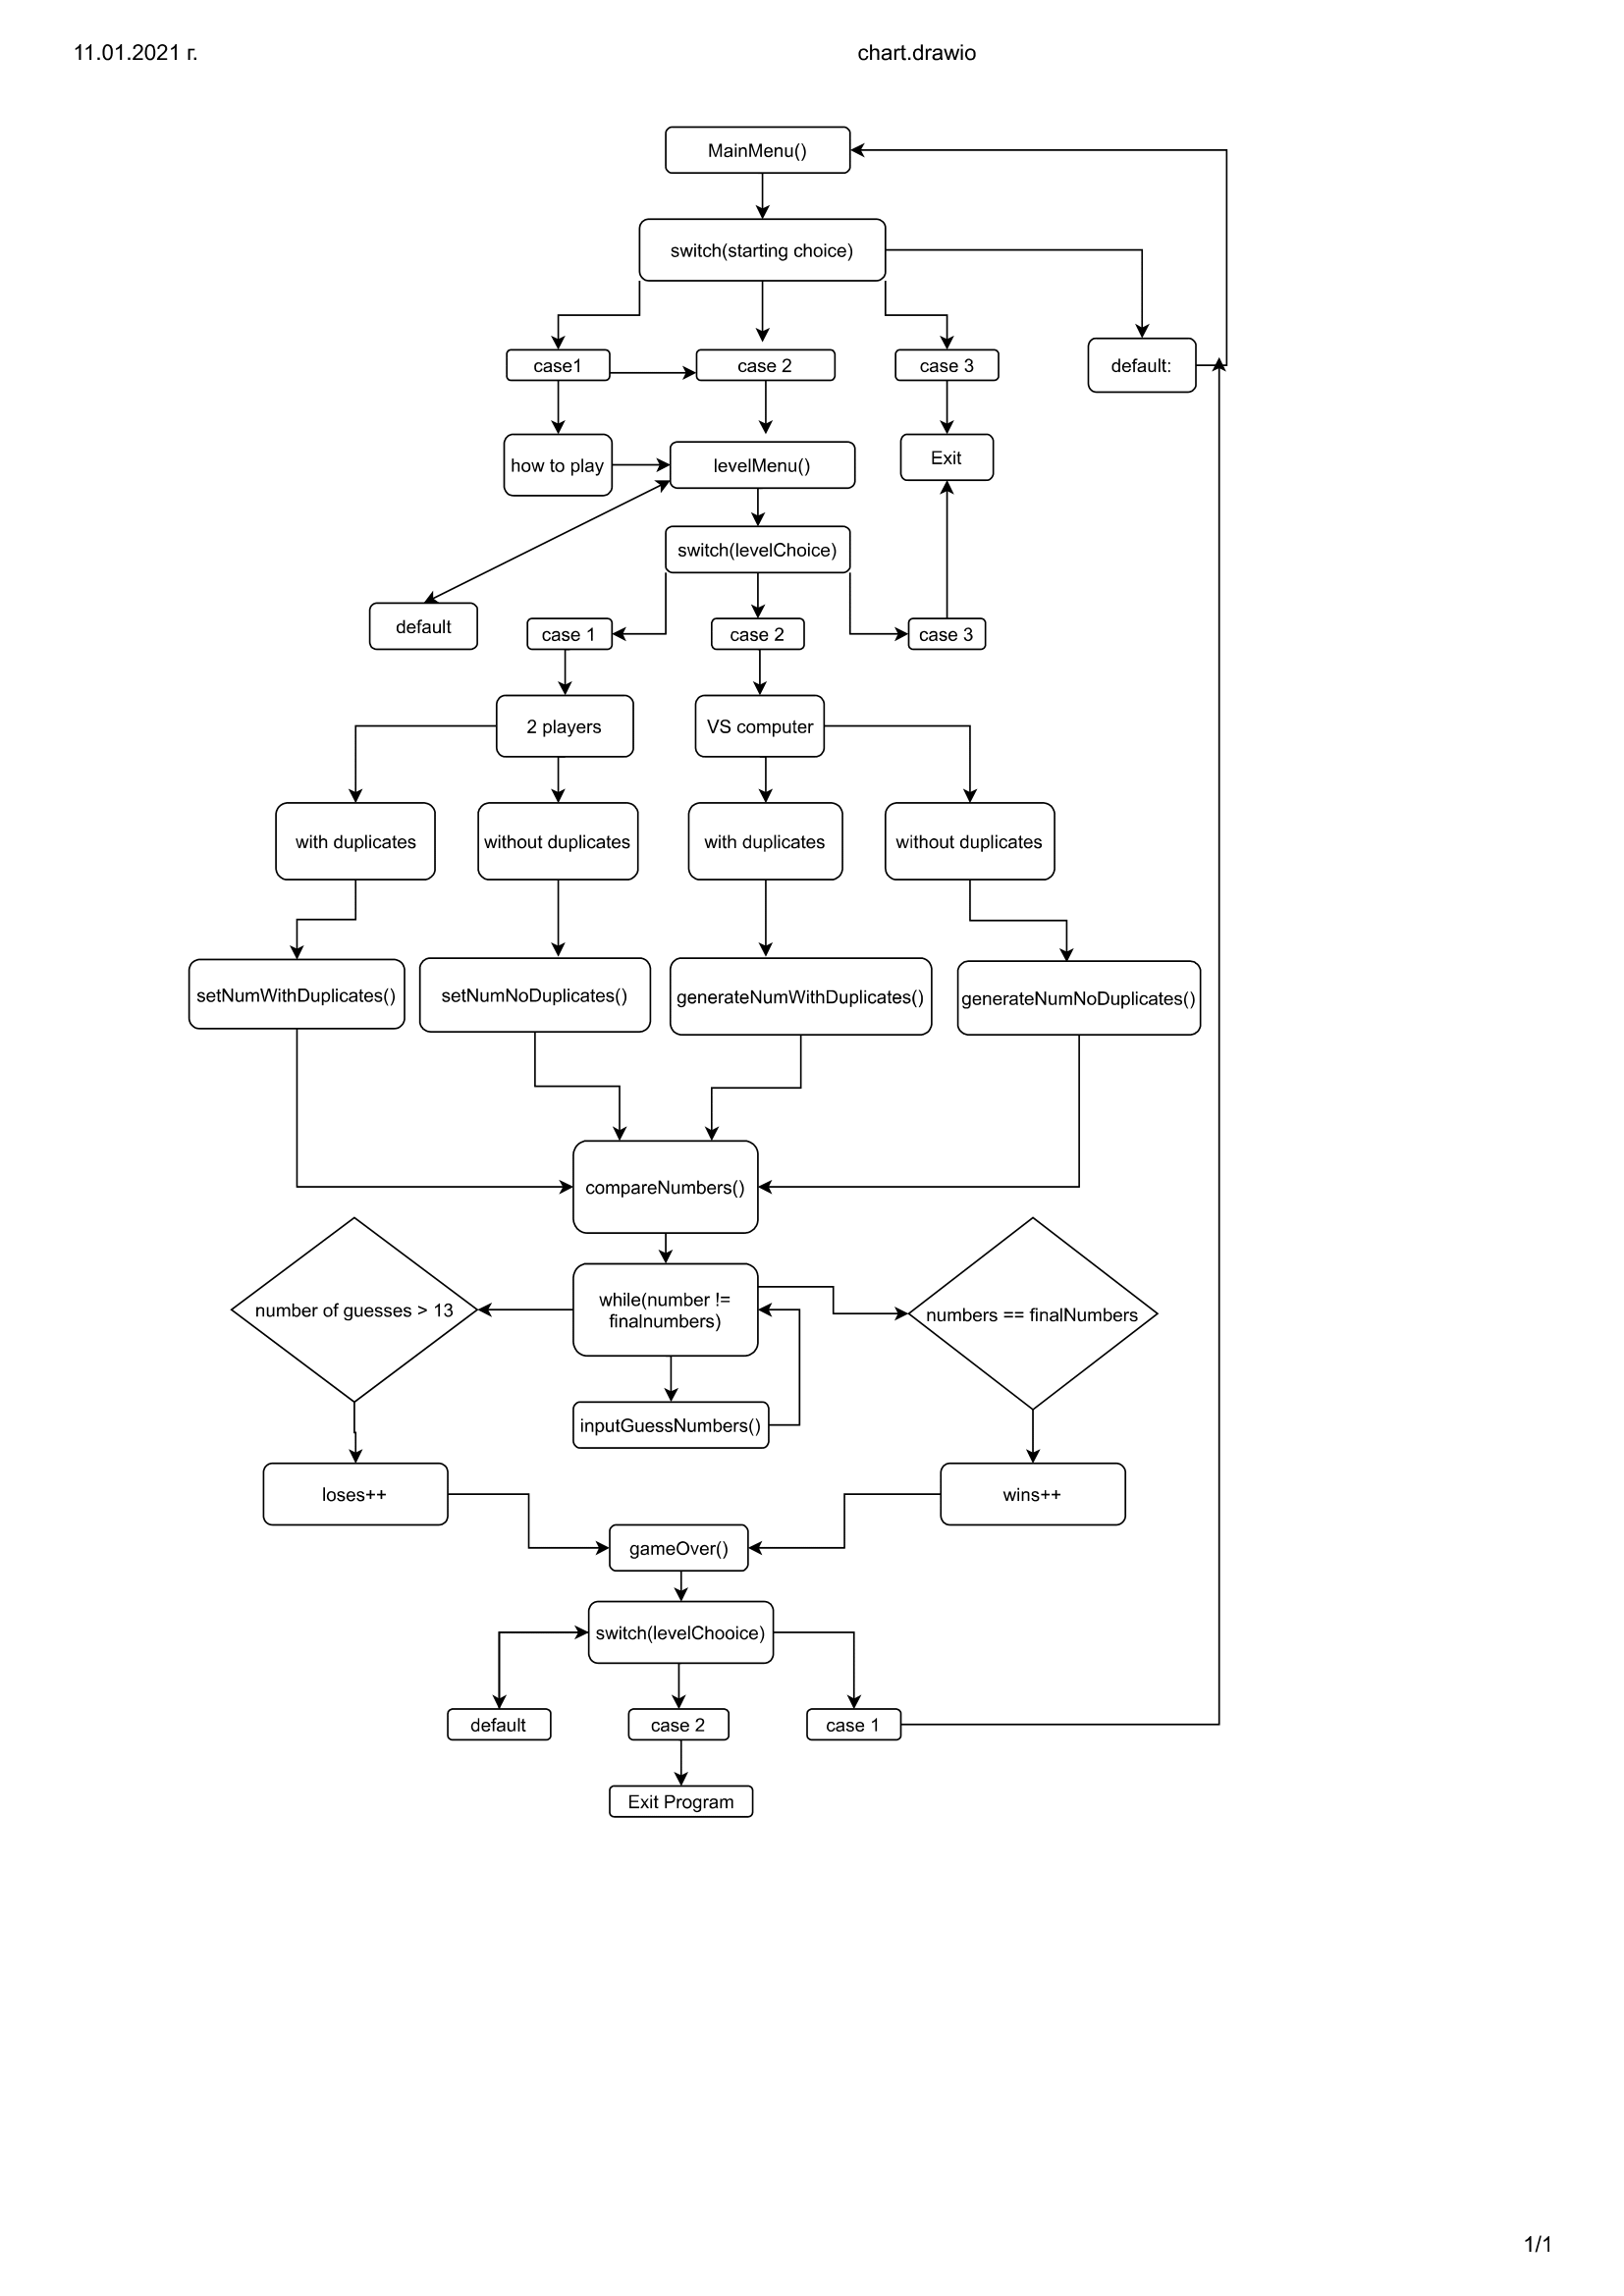 11.01.2021 г.
chart.drawio
MainMenu()
switch(starting choice)
case1
case 2
case 3
default:
how to play
levelMenu()
Exit
switch(levelChoice)
default
case 1
case 2
case 3
2 players
VS computer
with duplicates
without duplicates
with duplicates
without duplicates
setNumWithDuplicates()
setNumNoDuplicates()
generateNumWithDuplicates()
generateNumNoDuplicates()
compareNumbers()
number of guesses > 13
while(number !=
finalnumbers)
numbers == finalNumbers
inputGuessNumbers()
loses++
wins++
gameOver()
switch(levelChooice)
default
case 2
case 1
Exit Program
1/1